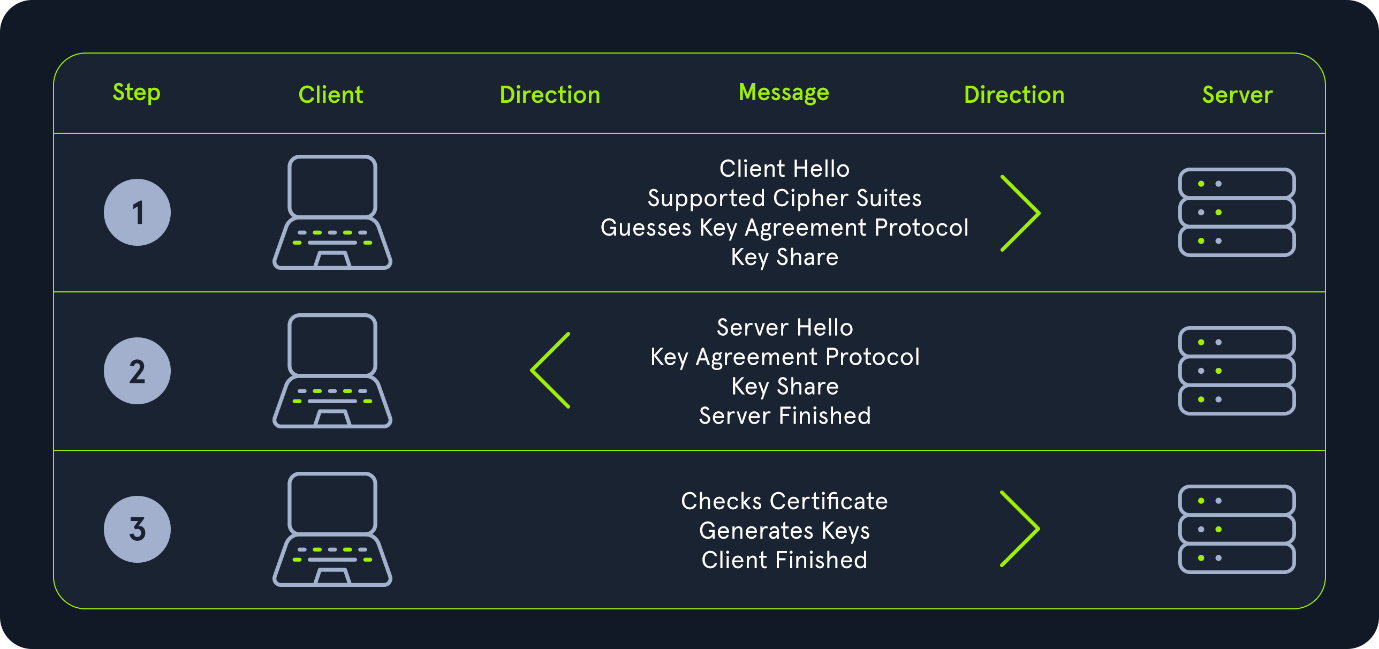 Step
Client
Direction
Message
Direction
Server
1
Client Hello
Supported Cipher Suites
Guesses Key Agreement Protocol
Key Share
2
Server Hello
Key Agreement Protocol
Key Share
Server Finished
3
Checks Certificate
Generates Keys
Client Finished